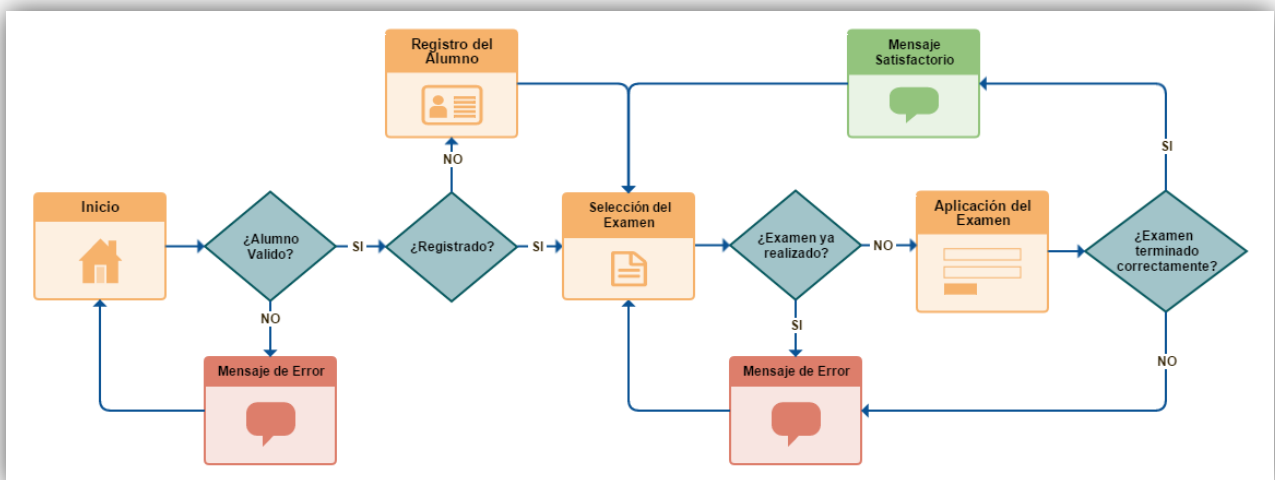 Registro del
Alumno
Mensaje
Satisfactorio
NO
SI
Inicio
¿Alumno
Valido?
SI
¿Registrado?
SI
Selección del
Examen
¿Examen ya
realizado?
NO
Aplicación del
Examen
¿Examen
terminado
correctamente?
NO
SI
NO
Mensaje de Error
Mensaje de Error